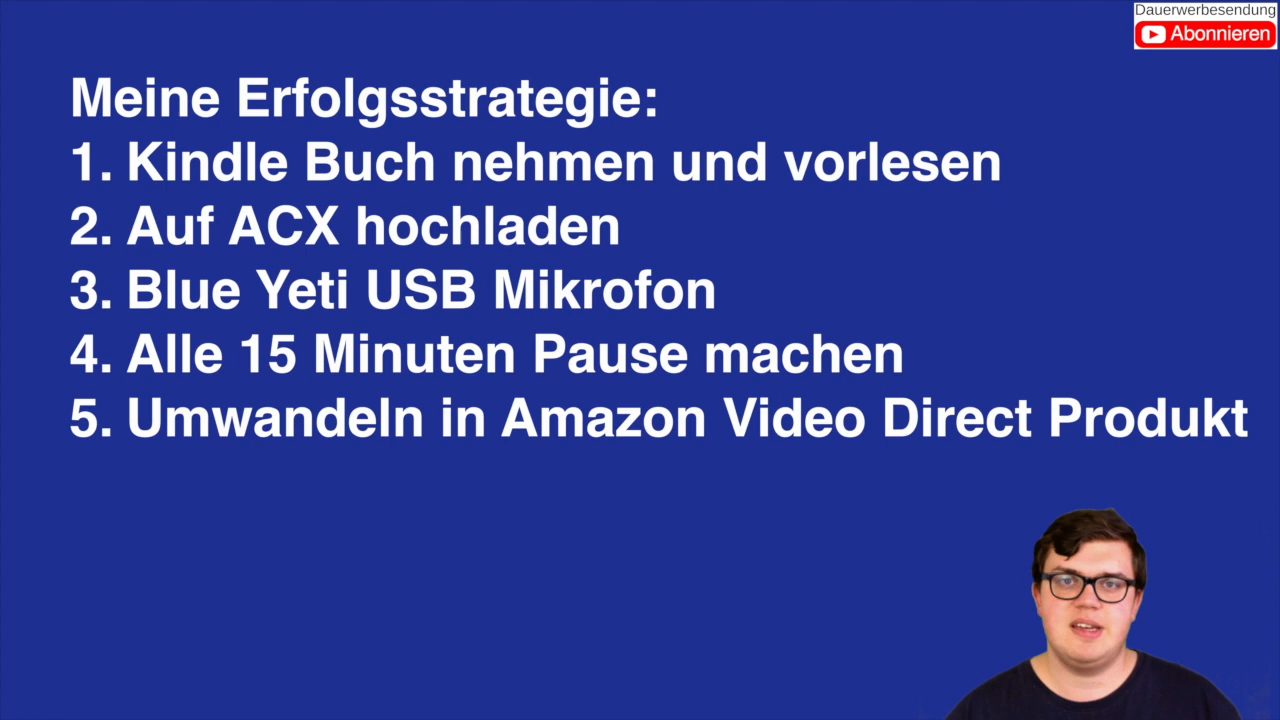 Dauerwerbesendung
Abonnieren
Meine Erfolgsstrategie:
1. Kindle Buch nehmen und vorlesen
2. Auf ACX hochladen
3. Blue Yeti USB Mikrofon
4. Alle 15 Minuten Pause machen
5. Umwandeln in Amazon Video Direct Produkt